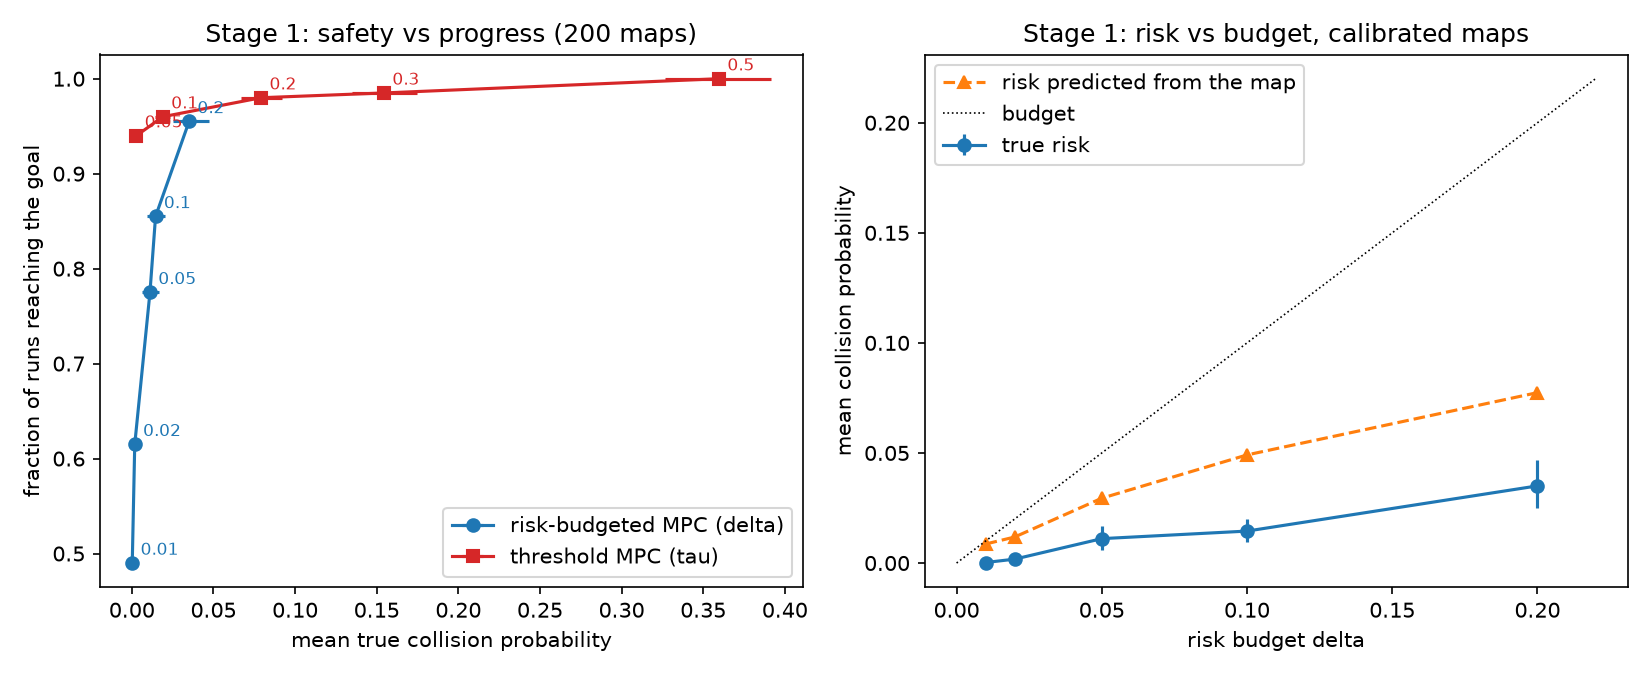 Stage 1: safety vs progress (200 maps)
fraction of runs reaching the goal
1.0
0.9
0.8
0.7
0.6
0.5
0.05
0.1
0.2
0.3
0.5
0.2
0.1
0.05
0.02
0.01
risk-budgeted MPC (delta)
threshold MPC (tau)
0.00 0.05 0.10 0.15 0.20 0.25 0.30 0.35 0.40
mean true collision probability
Stage 1: risk vs budget, calibrated maps
mean collision probability
risk predicted from the map
budget
true risk
0.20
0.15
0.10
0.05
0.00
0.00 0.05 0.10 0.15 0.20
risk budget delta